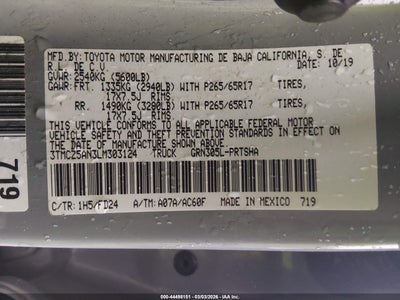 MFD.BY: TOYOTA MOTOR MANUFACTURING DE BAJA CALIFORNIA, S. DE
R.L. DE C.V. 10/19
GVWR: 2540KG (5600LB)
GAWR: FRT. 1335KG (2940LB) WITH P265/65R17 TIRES,
17X7.5J RIMS
RR. 1490KG (3280LB) WITH P265/65R17 TIRES,
17X7.5J RIMS
THIS VEHICLE CONFORMS TO ALL APPLICABLE FEDERAL MOTOR
VEHICLE SAFETY AND THEFT PREVENTION STANDARDS IN EFFECT ON
THE DATE OF MANUFACTURE SHOWN ABOVE.
3TMCZ5AN3LM303124 TRUCK GRN305L-PRTSHA
C/TR: 1H5/FD24 A/TM: A07A/AC60F MADE IN MEXICO 719
719
© 000-44498151 - 03/03/2026 - COPYRIGHT IAA, LLC.